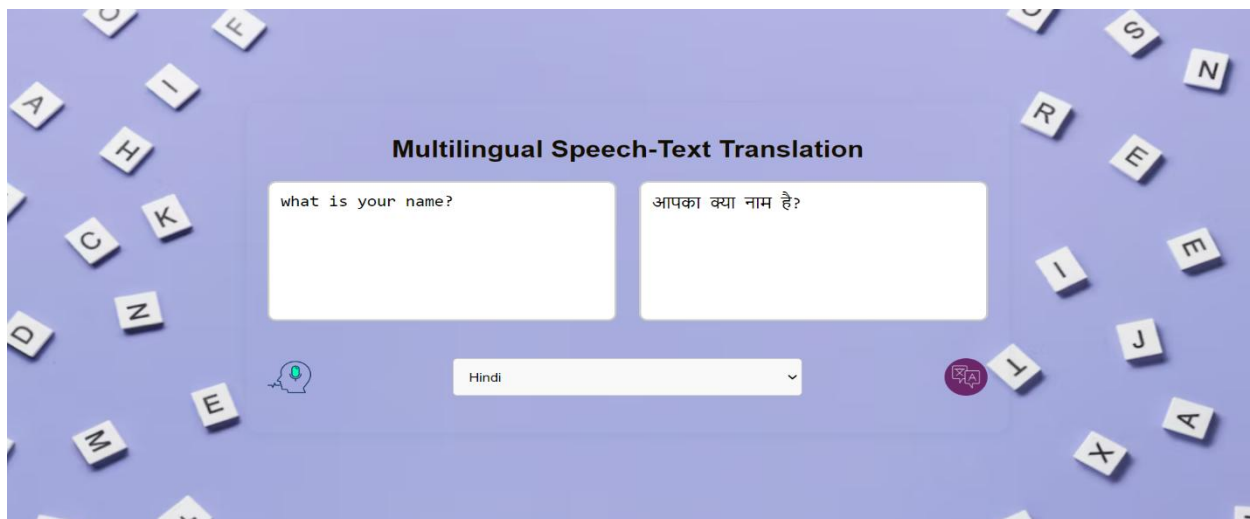 Multilingual Speech-Text Translation
what is your name?
आपका क्या नाम है?
Hindi
A
H
I
F
C
K
N
D
E
M
S
N
R
E
I
E
J
T
A
X